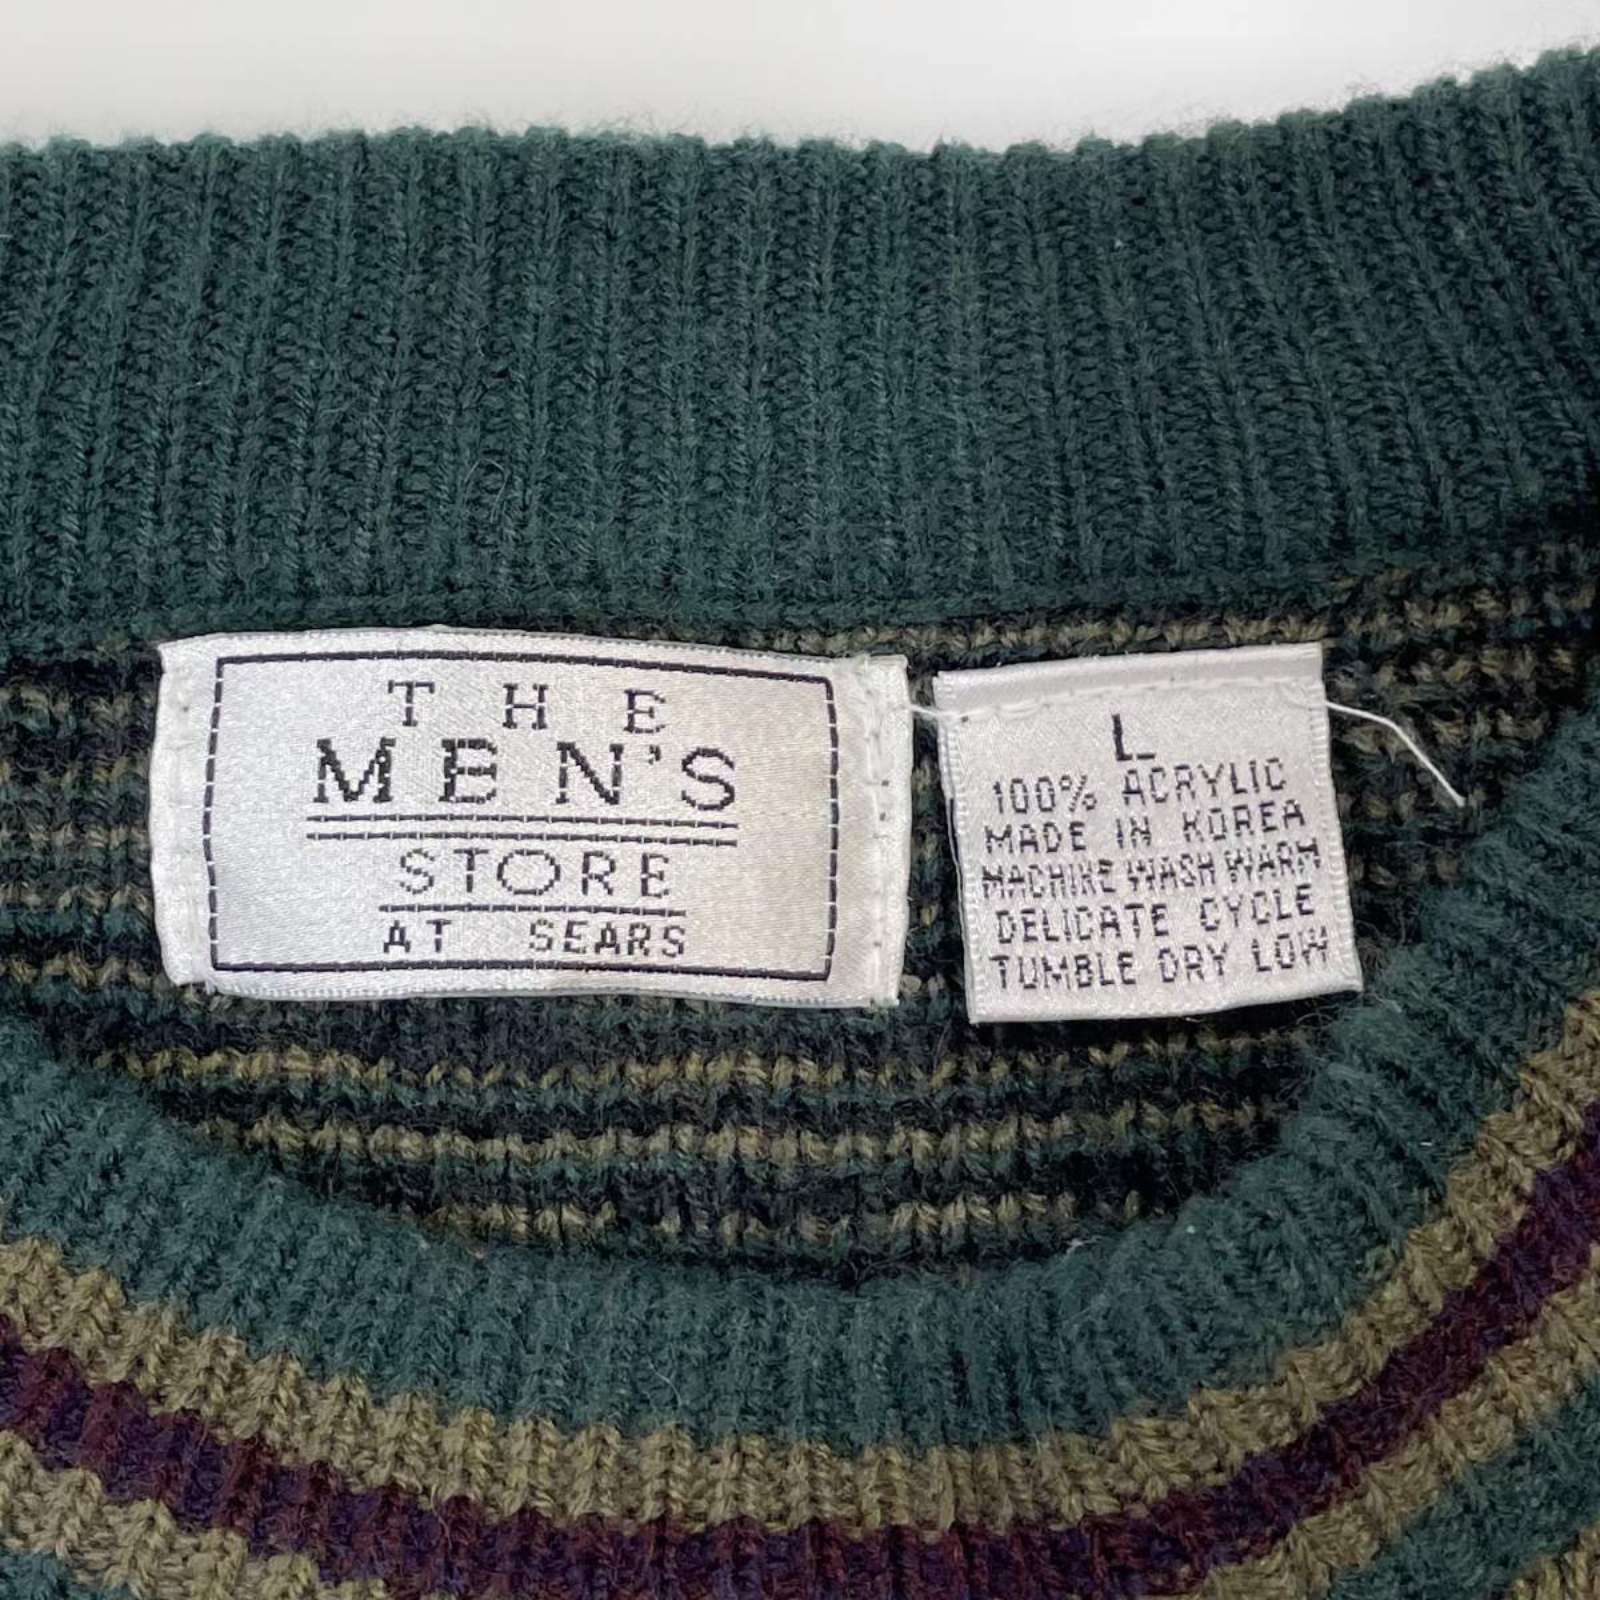 THE
MEN'S
STORE
AT SEARS
L
100% ACRYLIC
MADE IN KOREA
MACHINE WASH WARM
DELICATE CYCLE
TUMBLE DRY LOW